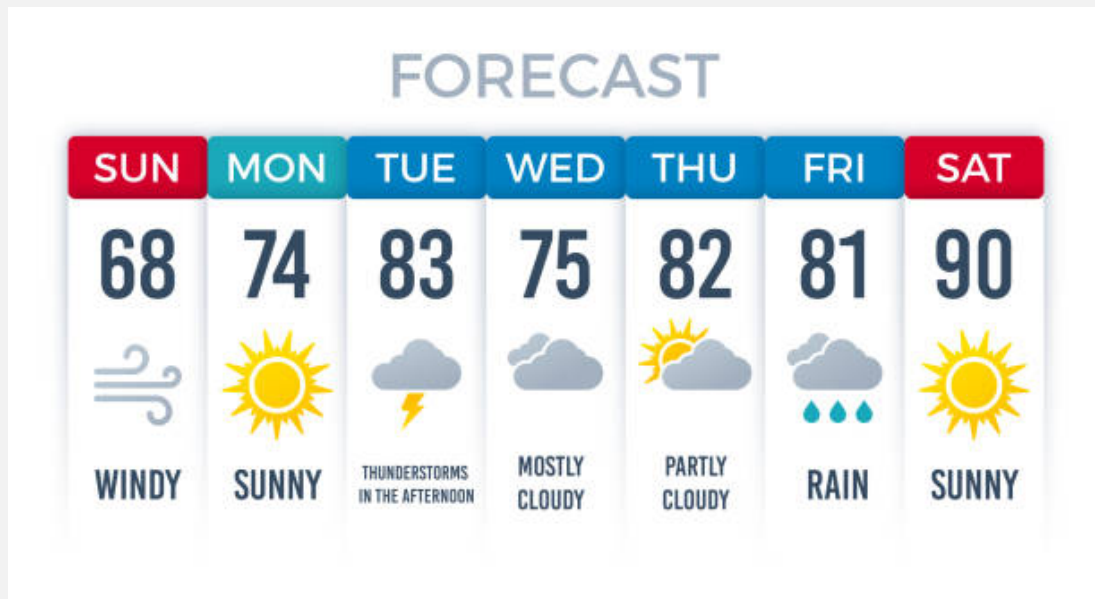 FORECAST
SUN MON TUE WED THU FRI SAT
68 74 83 75 82 81 90
WINDY
SUNNY
THUNDERSTORMS
IN THE AFTERNOON
MOSTLY
CLOUDY
PARTLY
CLOUDY
RAIN
SUNNY